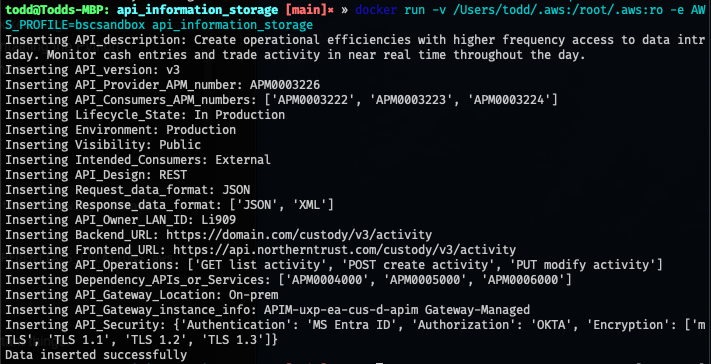 todd@Todds-MBP: api_information_storage [main]× » docker run -v /Users/todd/.aws:/root/.aws:ro -e AW
S_PROFILE=bscsandbox api_information_storage
Inserting API_description: Create operational efficiencies with higher frequency access to data intr
aday. Monitor cash entries and trade activity in near real time throughout the day.
Inserting API_version: v3
Inserting API_Provider_APM_number: APM0003226
Inserting API_Consumers_APM_numbers: ['APM0003222', 'APM0003223', 'APM0003224']
Inserting Lifecycle_State: In Production
Inserting Environment: Production
Inserting Visibility: Public
Inserting Intended_Consumers: External
Inserting API_Design: REST
Inserting Request_data_format: JSON
Inserting Response_data_format: ['JSON', 'XML']
Inserting API_Owner_LAN_ID: Li909
Inserting Backend_URL: https://domain.com/custody/v3/activity
Inserting Frontend_URL: https://api.northerntrust.com/custody/v3/activity
Inserting API_Operations: ['GET list activity', 'POST create activity', 'PUT modify activity']
Inserting Dependency_APIs_or_Services: ['APM0004000', 'APM0005000', 'APM0006000']
Inserting API_Gateway_Location: On-prem
Inserting API_Gateway_instance_info: APIM-uxp-ea-cus-d-apim Gateway-Managed
Inserting API_Security: {'Authentication': 'MS Entra ID', 'Authorization': 'OKTA', 'Encryption': ['m
TLS', 'TLS 1.1', 'TLS 1.2', 'TLS 1.3']}
Data inserted successfully